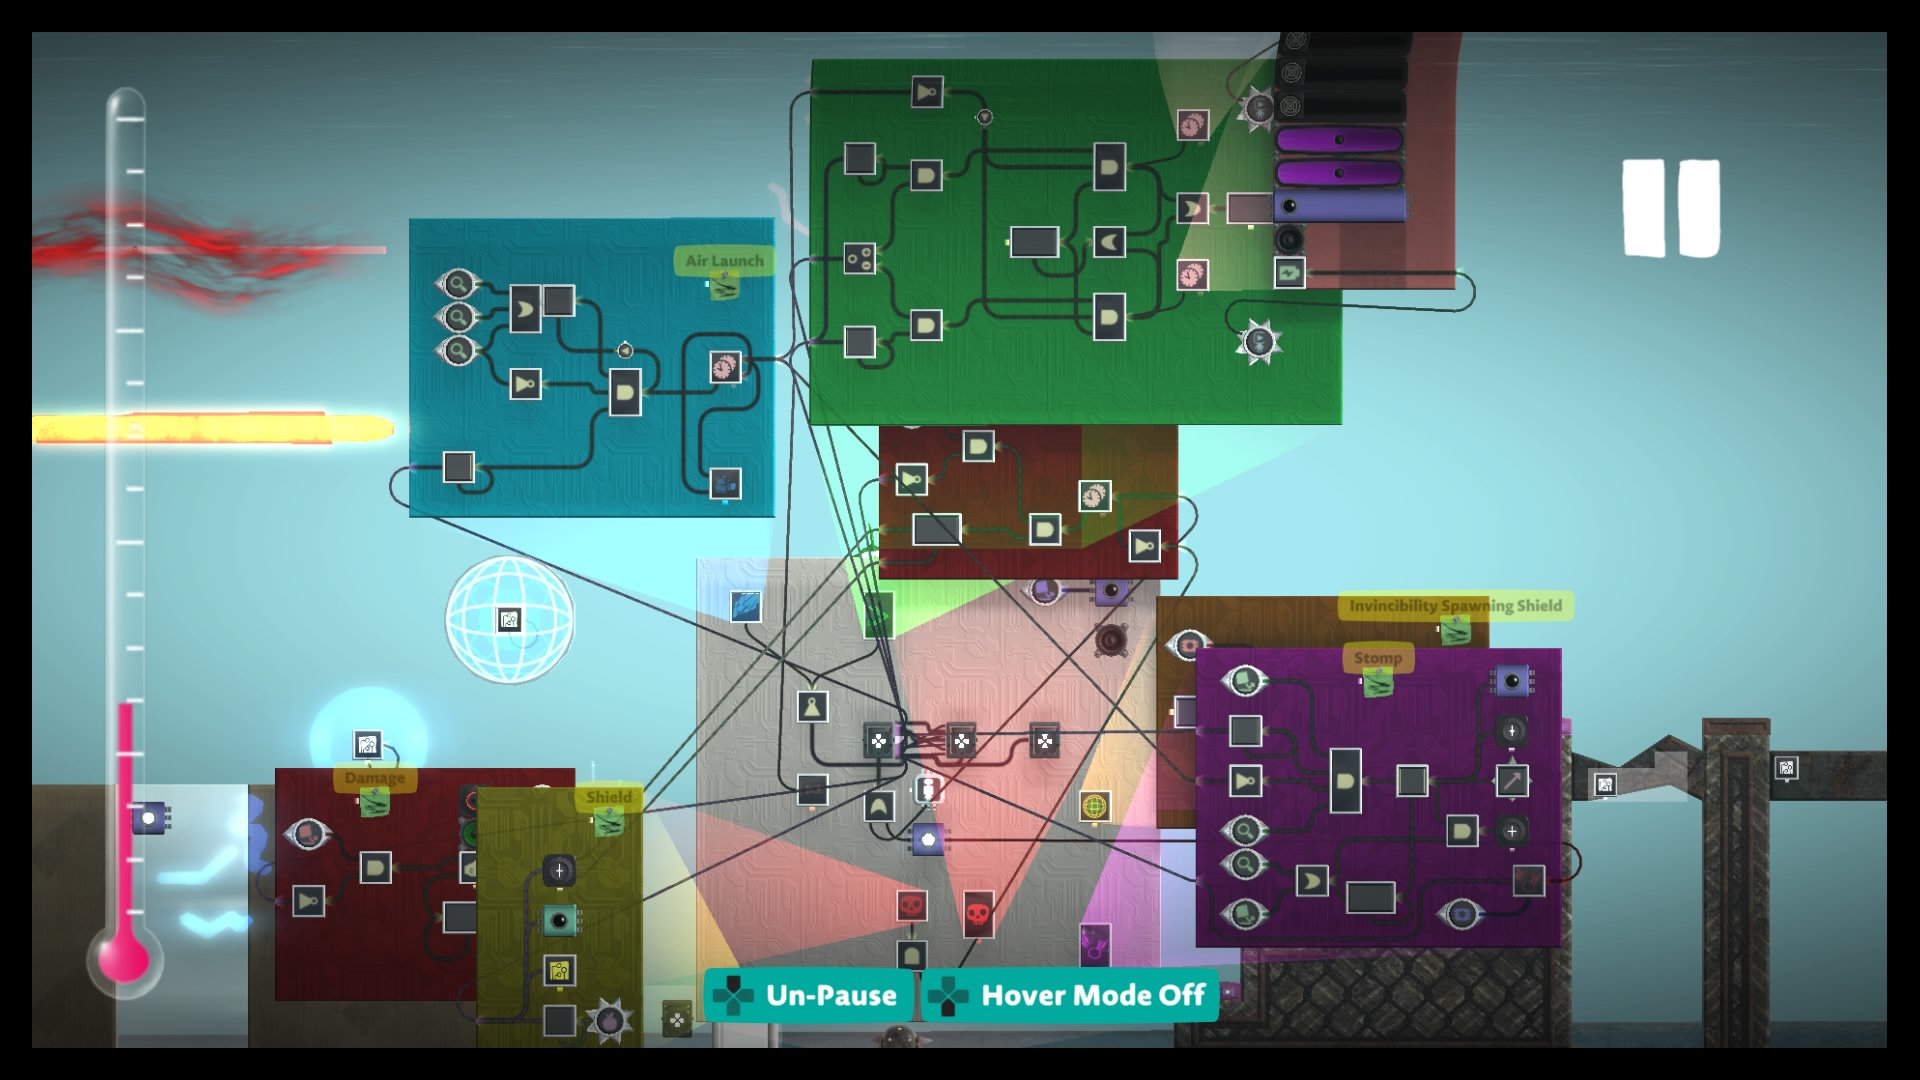 Air Launch
Invincibility Spawning Shield
Stomp
Damage
Shield
Un-Pause
Hover Mode Off